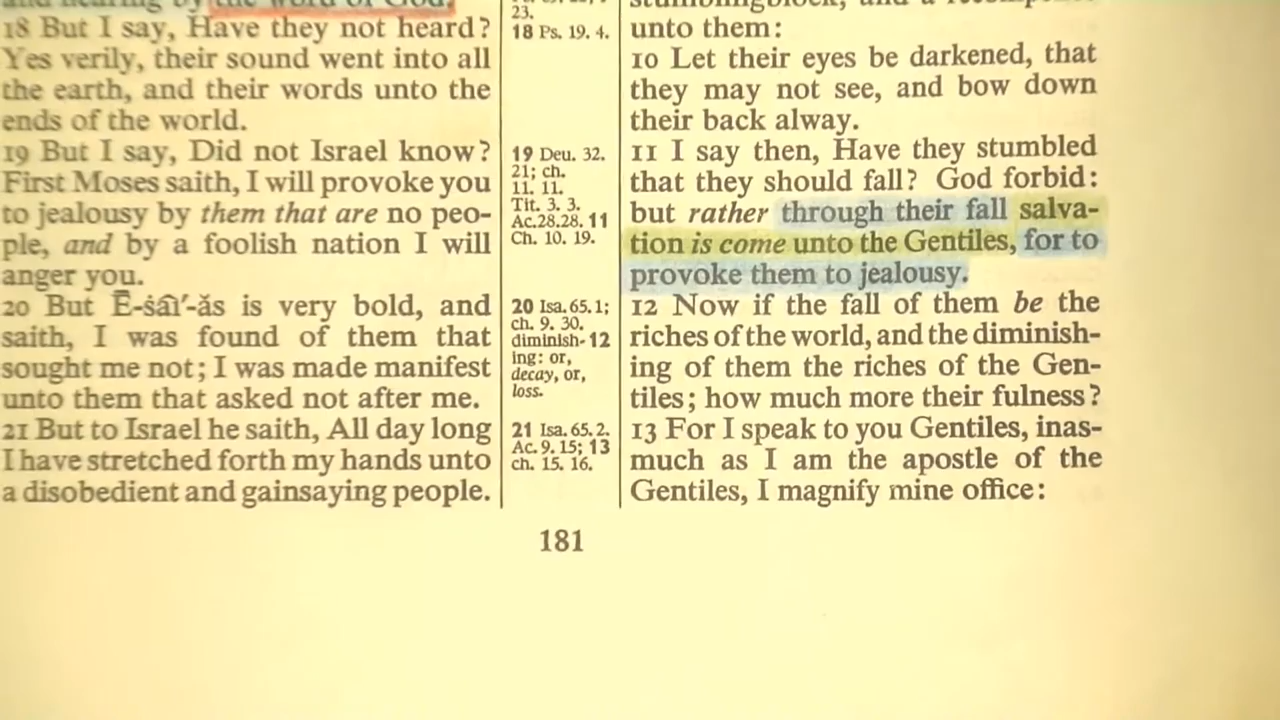 and hearing by the word of God.
18 But I say, Have they not heard?
Yes verily, their sound went into all
the earth, and their words unto the
ends of the world.
19 But I say, Did not Israel know?
First Moses saith, I will provoke you
to jealousy by them that are no peo-
ple, and by a foolish nation I will
anger you.
20 But Ē-ṡā̂ı′-ăs is very bold, and
saith, I was found of them that
sought me not; I was made manifest
unto them that asked not after me.
21 But to Israel he saith, All day long
I have stretched forth my hands unto
a disobedient and gainsaying people.
23.
18 Ps. 19. 4.
19 Deu. 32.
21; ch.
11. 11.
Tit. 3. 3.
Ac.28.28. 11
Ch. 10. 19.
20 Isa. 65. 1;
ch. 9. 30.
diminish- 12
ing: or,
decay, or,
loss.
21 Isa. 65. 2.
Ac. 9. 15; 13
ch. 15. 16.
stumblingblock, and a recompence
unto them:
10 Let their eyes be darkened, that
they may not see, and bow down
their back alway.
11 I say then, Have they stumbled
that they should fall? God forbid:
but rather through their fall salva-
tion is come unto the Gentiles, for to
provoke them to jealousy.
12 Now if the fall of them be the
riches of the world, and the diminish-
ing of them the riches of the Gen-
tiles; how much more their fulness?
13 For I speak to you Gentiles, inas-
much as I am the apostle of the
Gentiles, I magnify mine office:
181